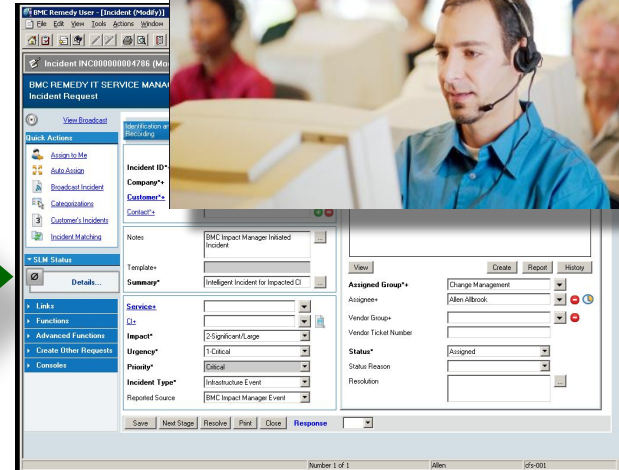 BMC Remedy User - [Incident (Modify)]
File Edit View Tools Actions Window
Incident INC000000004786 (Mo
BMC REMEDY IT SERVICE MANA
Incident Request
View Broadcast
Identification an
Recording
Quick Actions
Assign to Me
Auto Assign
Broadcast Incident
Categorizations
3 Customer's Incidents
Incident Matching
SLM Status
Details...
Links
Functions
Advanced Functions
Create Other Requests
Consoles
Incident ID*+
Company*+
Customer*+
Contact*+
Notes BMC Impact Manager Initiated
Incident
Template+
Summary* Intelligent Incident for Impacted CI
Service+
CI+
Impact* 2-Significant/Large
Urgency* 1-Critical
Priority* Critical
Incident Type* Infrastructure Event
Reported Source BMC Impact Manager Event
View Create Report History
Assigned Group*+ Change Management
Assignee+ Allen Allbrook
Vendor Group+
Vendor Ticket Number
Status* Assigned
Status Reason
Resolution
Save Next Stage Resolve Print Close Response
Number 1 of 1 Allen cfs-001